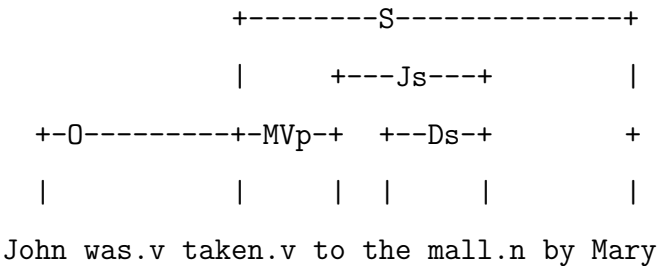 +--------S--------------+
| +---Js---+ |
+-O---------+-MVp-+ +--Ds-+ +
| | | | | |
John was.v taken.v to the mall.n by Mary